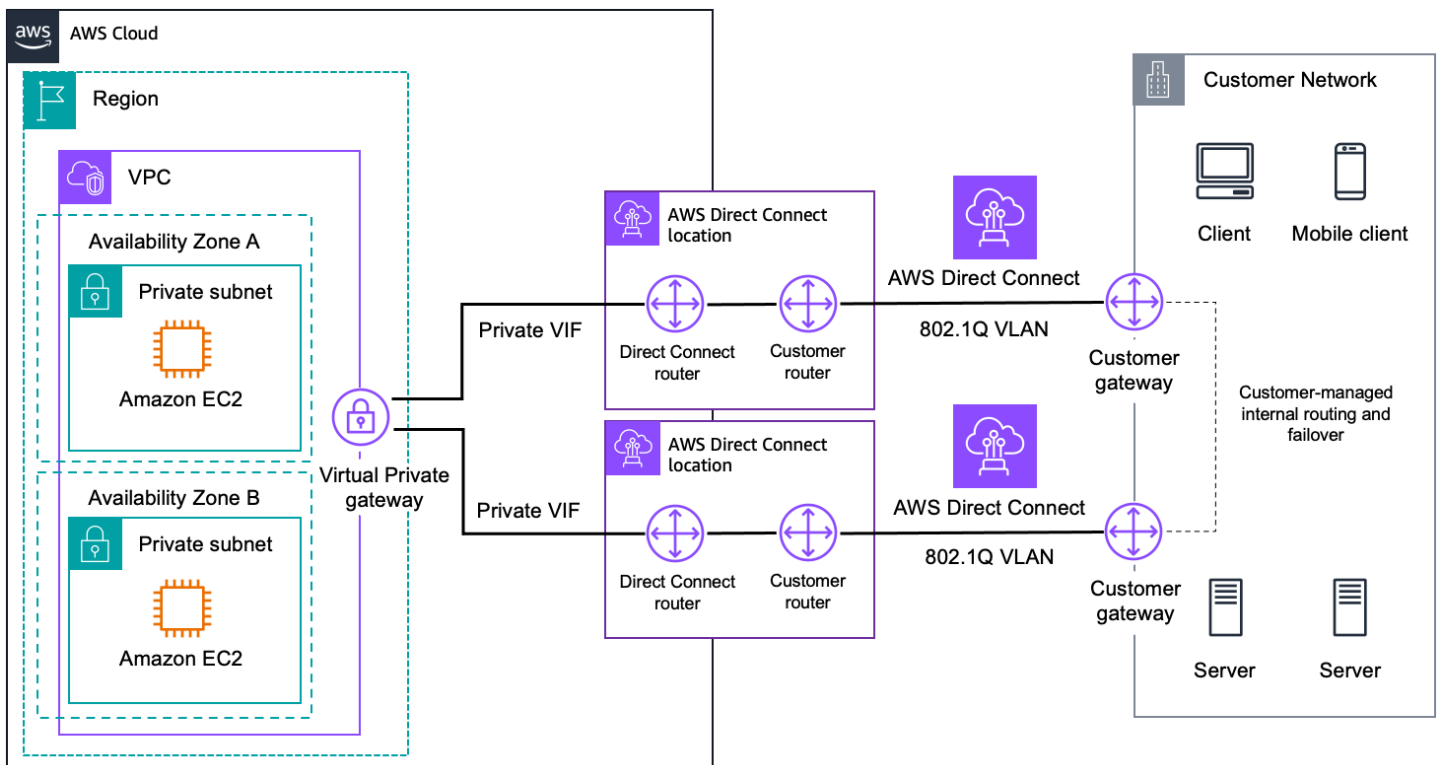 aws
AWS Cloud
Region
VPC
Availability Zone A
Private subnet
Amazon EC2
Availability Zone B
Private subnet
Amazon EC2
Virtual Private
gateway
Private VIF
Private VIF
AWS Direct Connect
location
Direct Connect
router
Customer
router
AWS Direct Connect
location
Direct Connect
router
Customer
router
AWS Direct Connect
802.1Q VLAN
AWS Direct Connect
802.1Q VLAN
Customer Network
Client
Mobile client
Customer
gateway
Customer-managed
internal routing and
failover
Customer
gateway
Server
Server